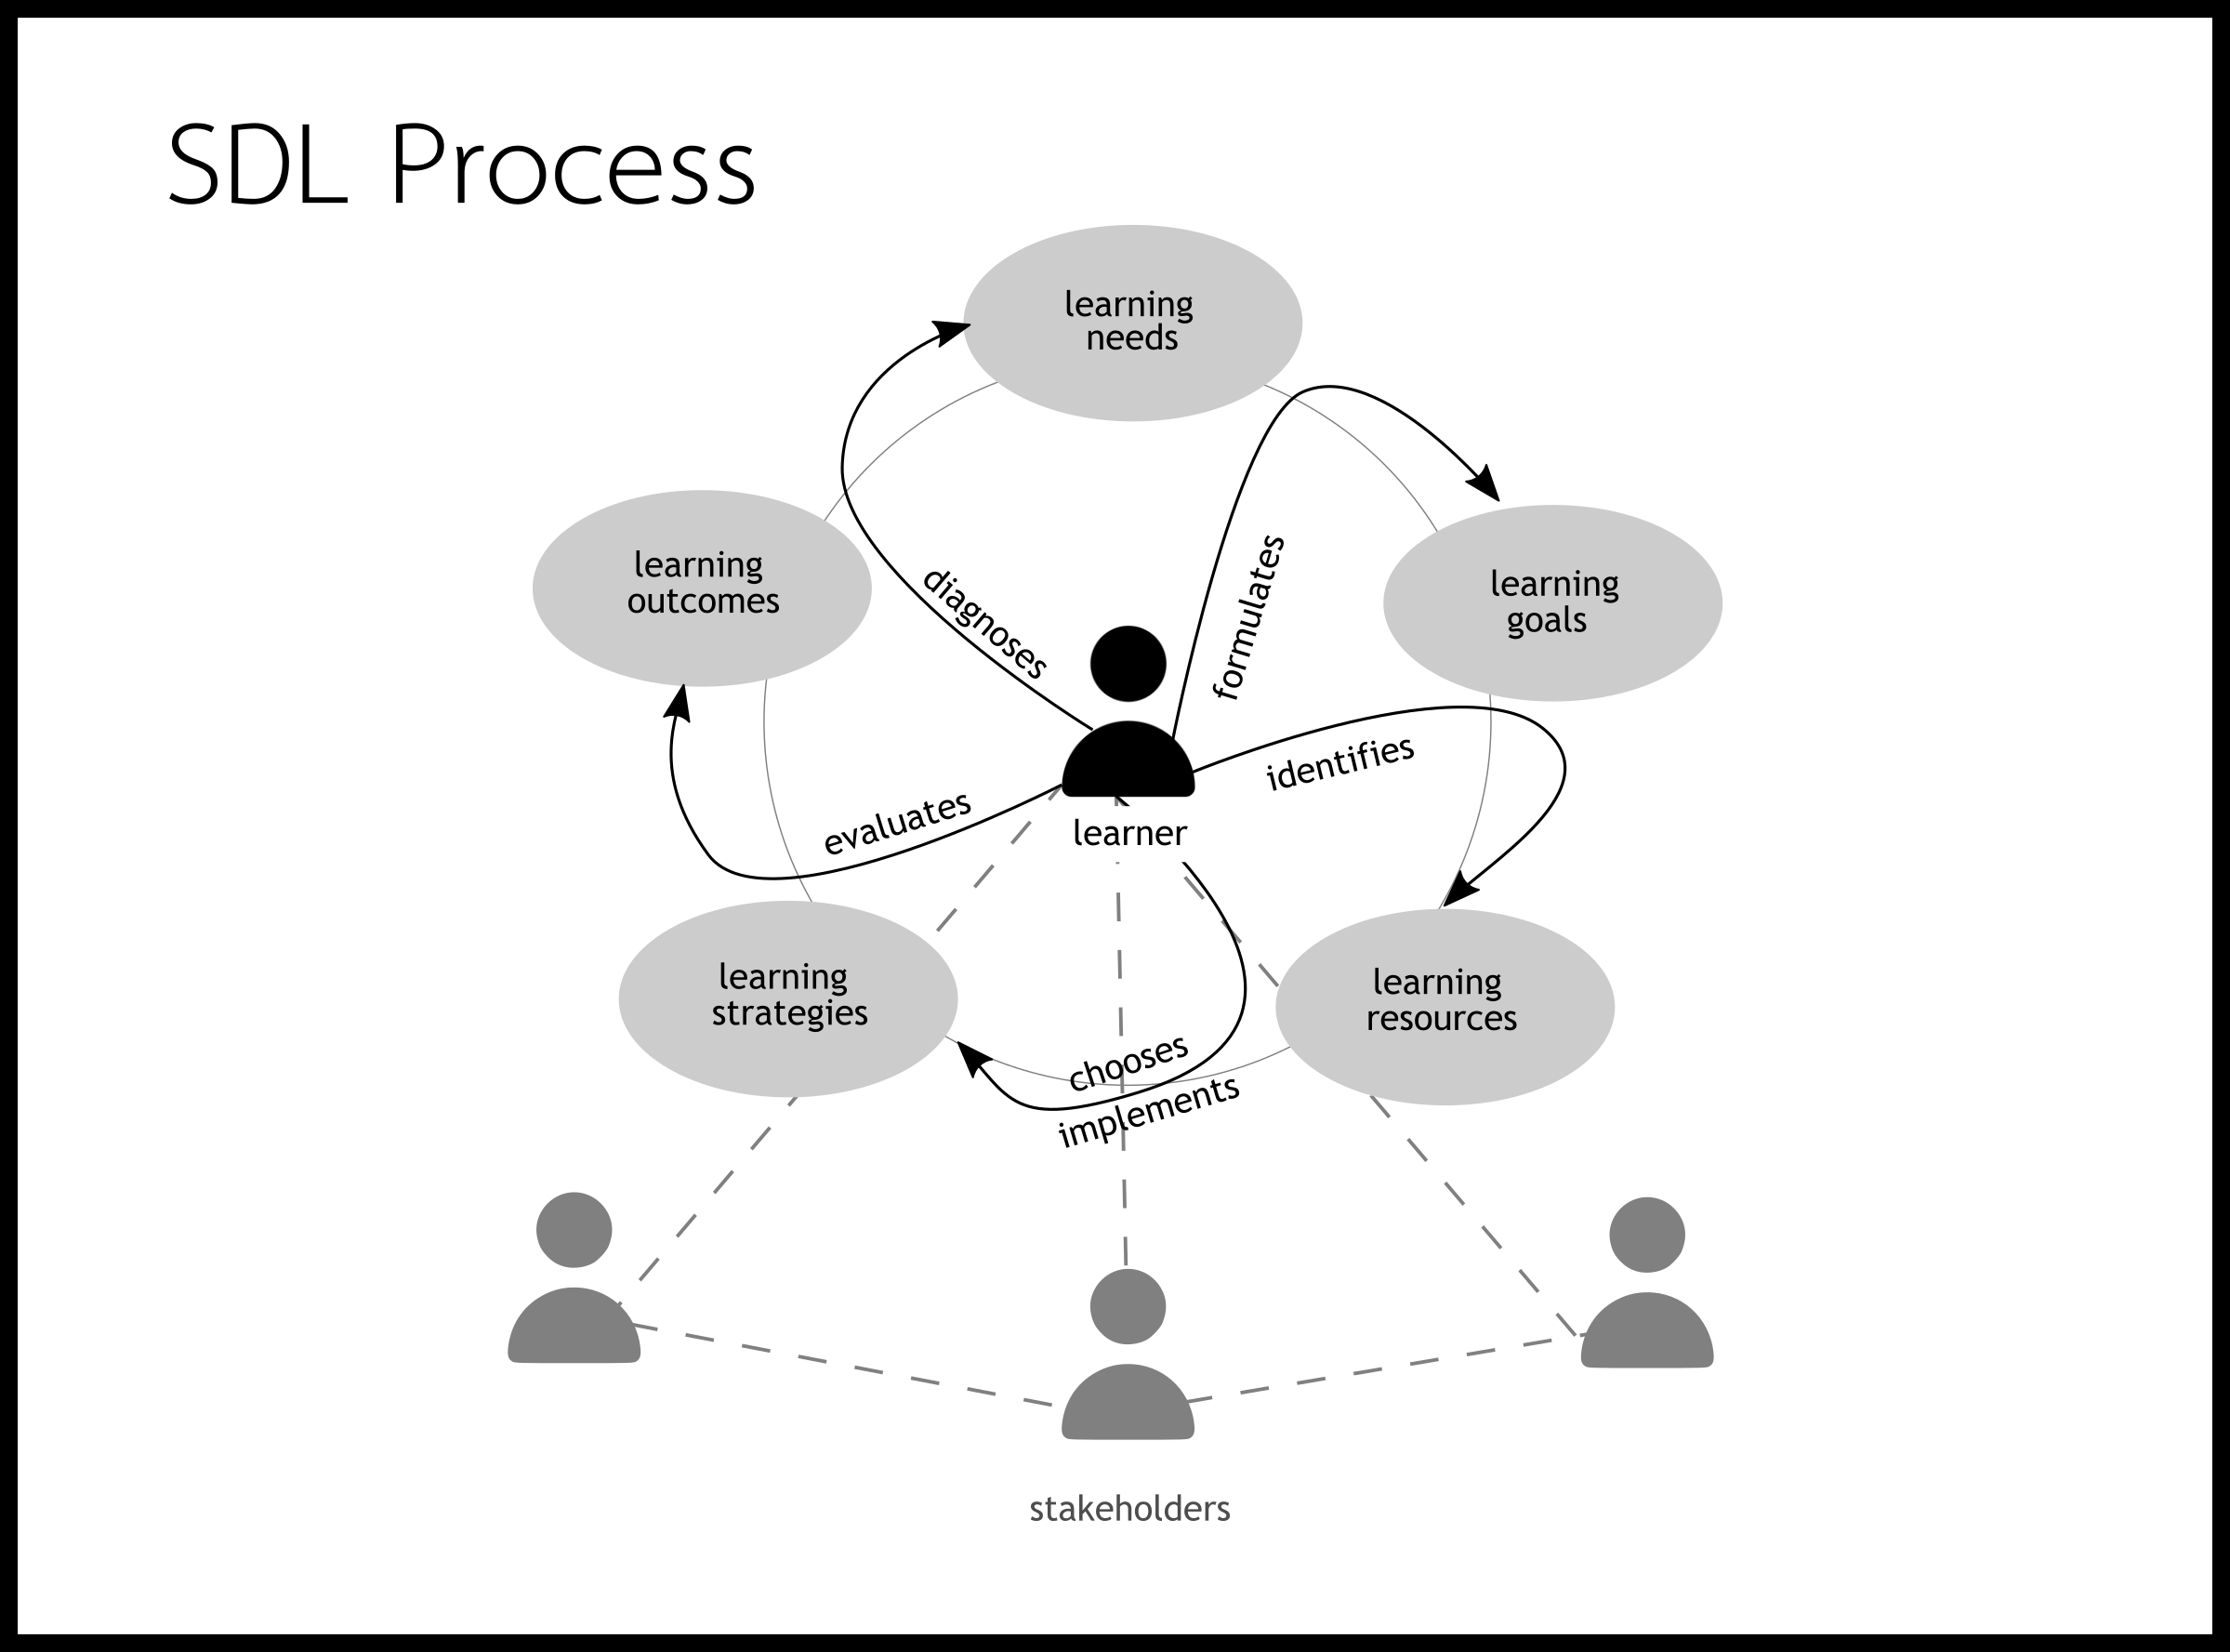 SDL Process
learning
needs
learning
outcomes
diagnoses
formulates
learning
goals
identifies
evaluates
learner
learning
strategies
learning
resources
chooses
implements
stakeholders